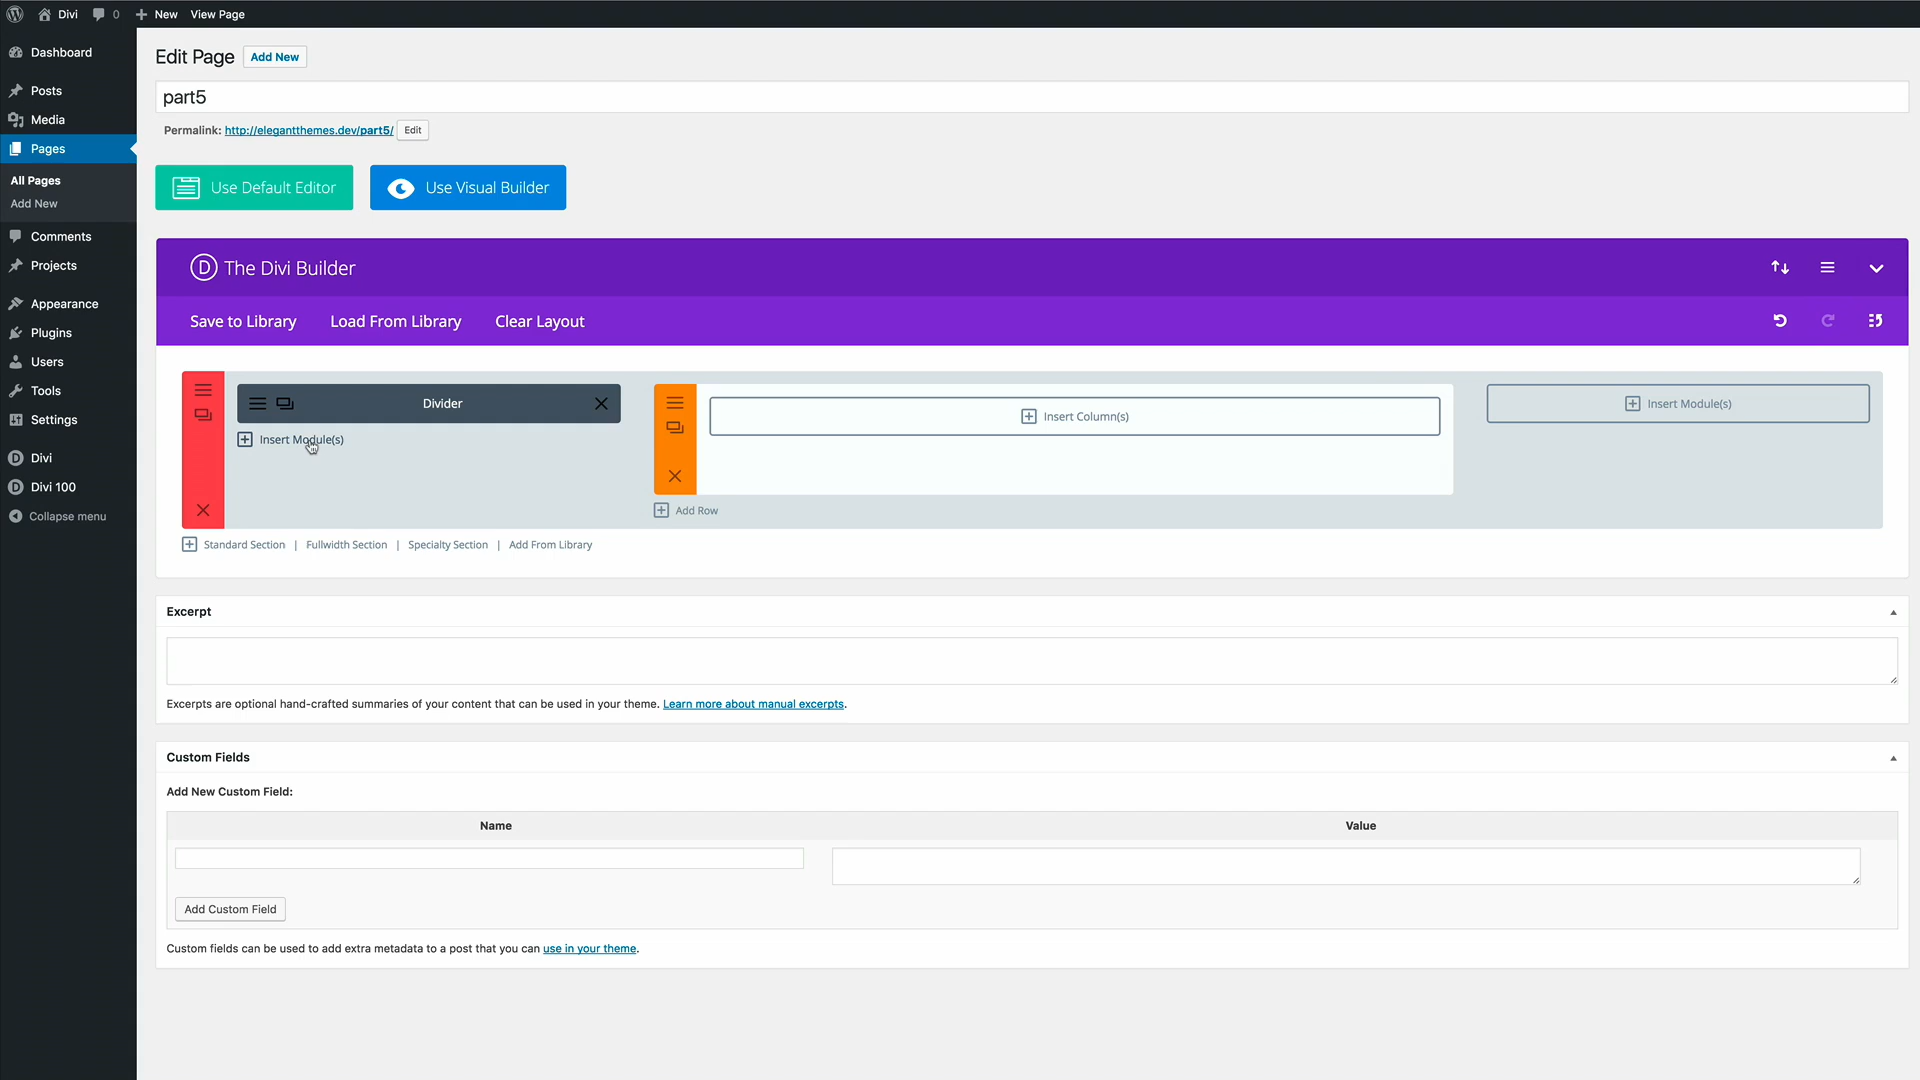 Divi 0 New View Page
Dashboard
Posts
Media
Pages
All Pages
Add New
Comments
Projects
Appearance
Plugins
Users
Tools
Settings
Divi
Divi 100
Collapse menu
Edit Page Add New
part5
Permalink: http://elegantthemes.dev/part5/ Edit
Use Default Editor Use Visual Builder
D The Divi Builder
Save to Library Load From Library Clear Layout
Divider Insert Column(s) Insert Module(s)
Insert Module(s)
Add Row
Standard Section | Fullwidth Section | Specialty Section | Add From Library
Excerpt
Excerpts are optional hand-crafted summaries of your content that can be used in your theme. Learn more about manual excerpts.
Custom Fields
Add New Custom Field:
Name Value
Add Custom Field
Custom fields can be used to add extra metadata to a post that you can use in your theme.